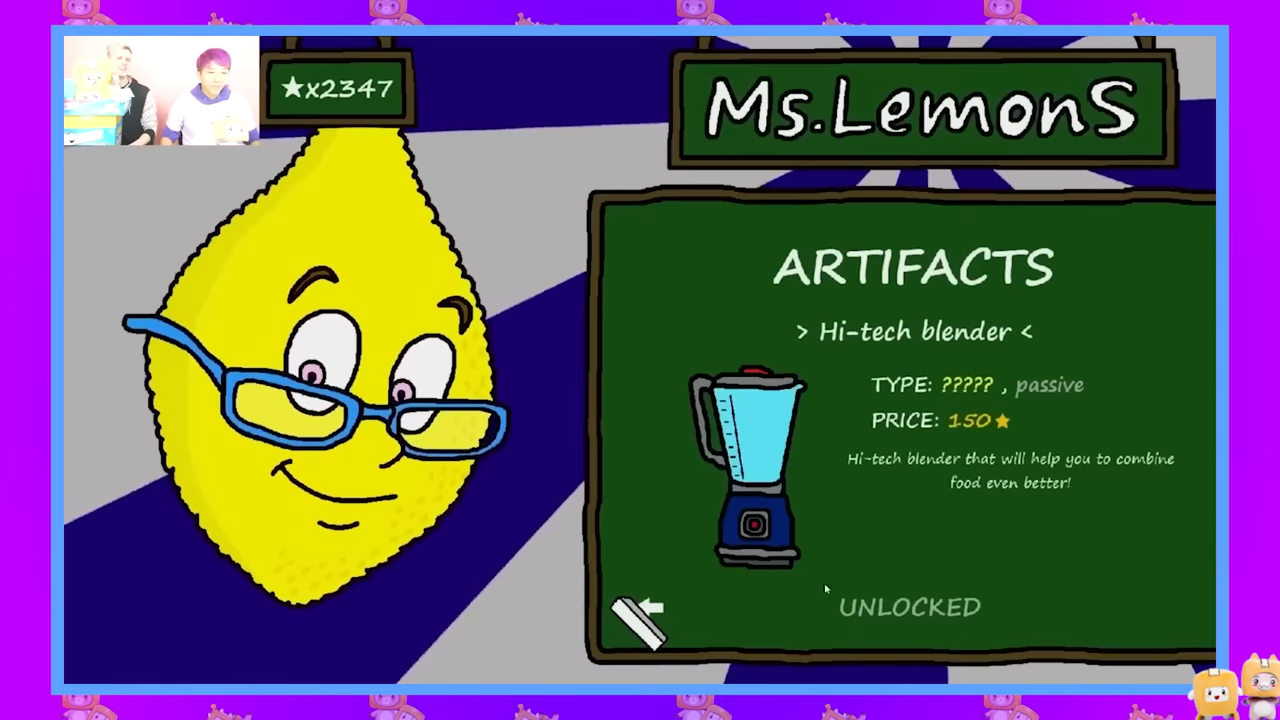 ★x2347
Ms.LemonS
ARTIFACTS
> Hi-tech blender <
TYPE: ????? , passive
PRICE: 150★
Hi-tech blender that will help you to combine
food even better!
UNLOCKED